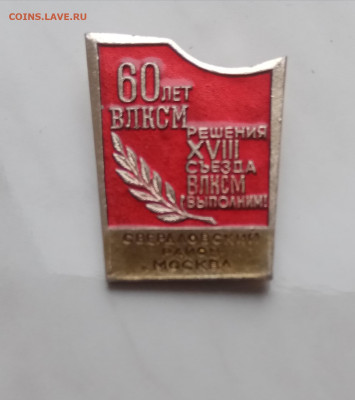 COINS.LAVE.RU
60 ЛЕТ
ВЛКСМ
РЕШЕНИЯ
XVIII
СЪЕЗДА
ВЛКСМ
ВЫПОЛНИМ!
СВЕРДЛОВСКИЙ
РАЙОН
г. МОСКВА